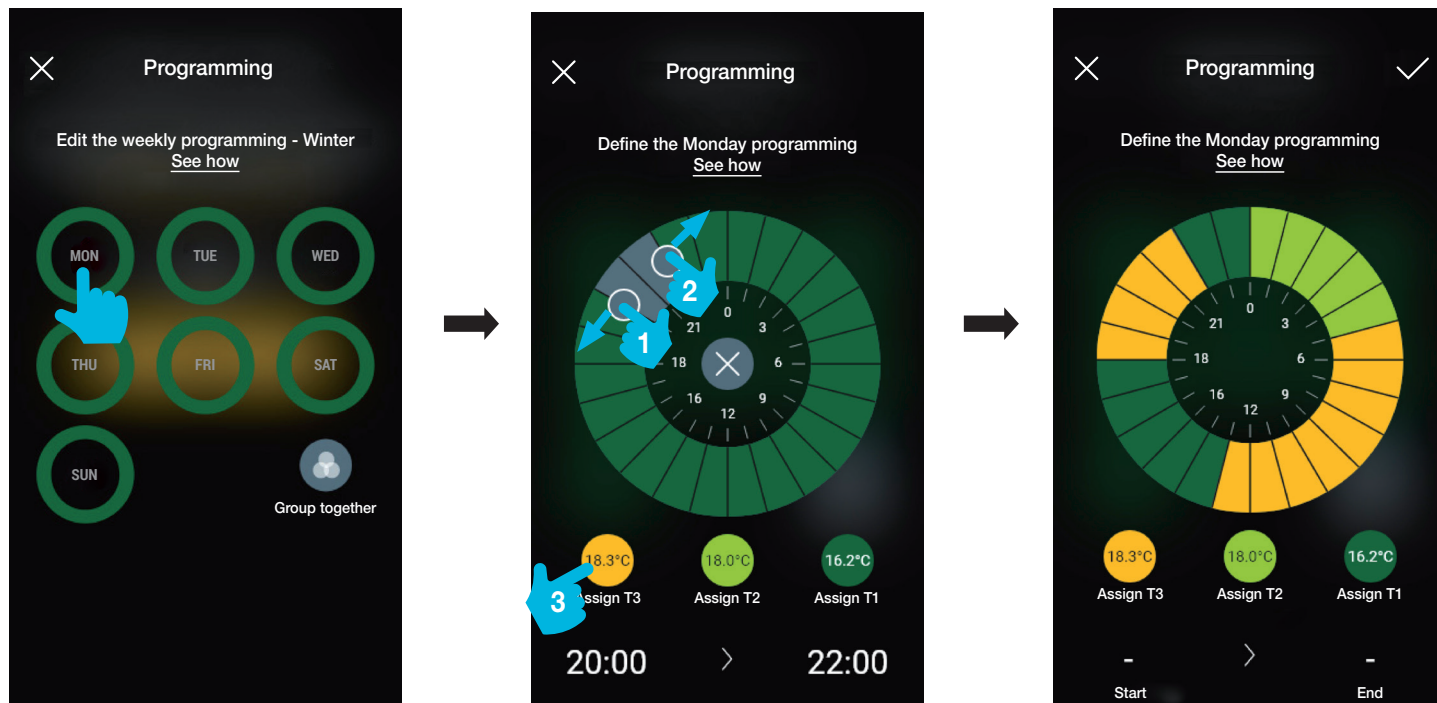 Programming
Edit the weekly programming - Winter
See how
MON
TUE
WED
THU
FRI
SAT
SUN
Group together
Programming
Define the Monday programming
See how
2
1
0
3
6
9
12
16
18
21
18.3°C
18.0°C
16.2°C
3
ssign T3
Assign T2
Assign T1
20:00
22:00
Programming
Define the Monday programming
See how
0
3
6
9
12
16
18
21
18.3°C
18.0°C
16.2°C
Assign T3
Assign T2
Assign T1
-
-
Start
End